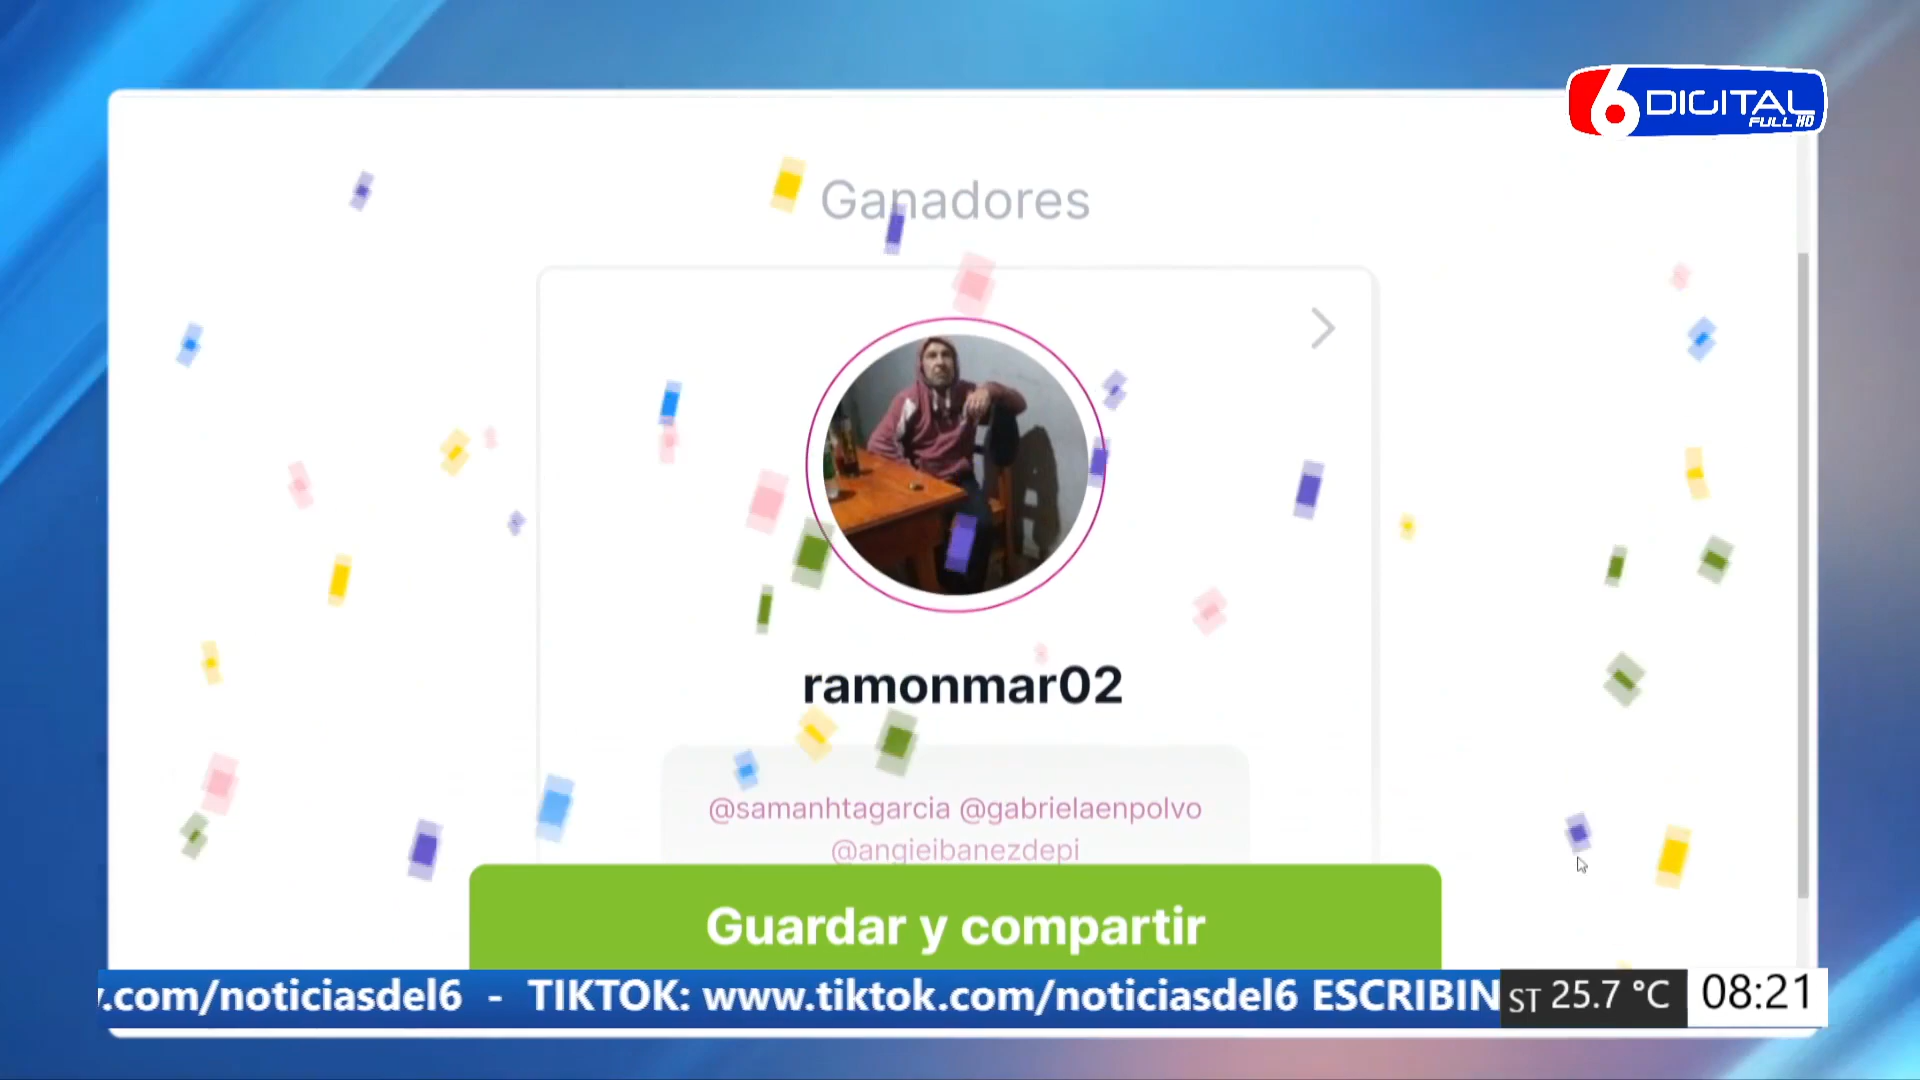 6 DIGITAL
FULL HD
Ganadores
ramonmar02
@samanhtagarcia @gabrielaenpolvo
@angieibanezdepi
Guardar y compartir
.com/noticiasdel6 - TIKTOK: www.tiktok.com/noticiasdel6 ESCRIBIN
ST 25.7 °C
08:21